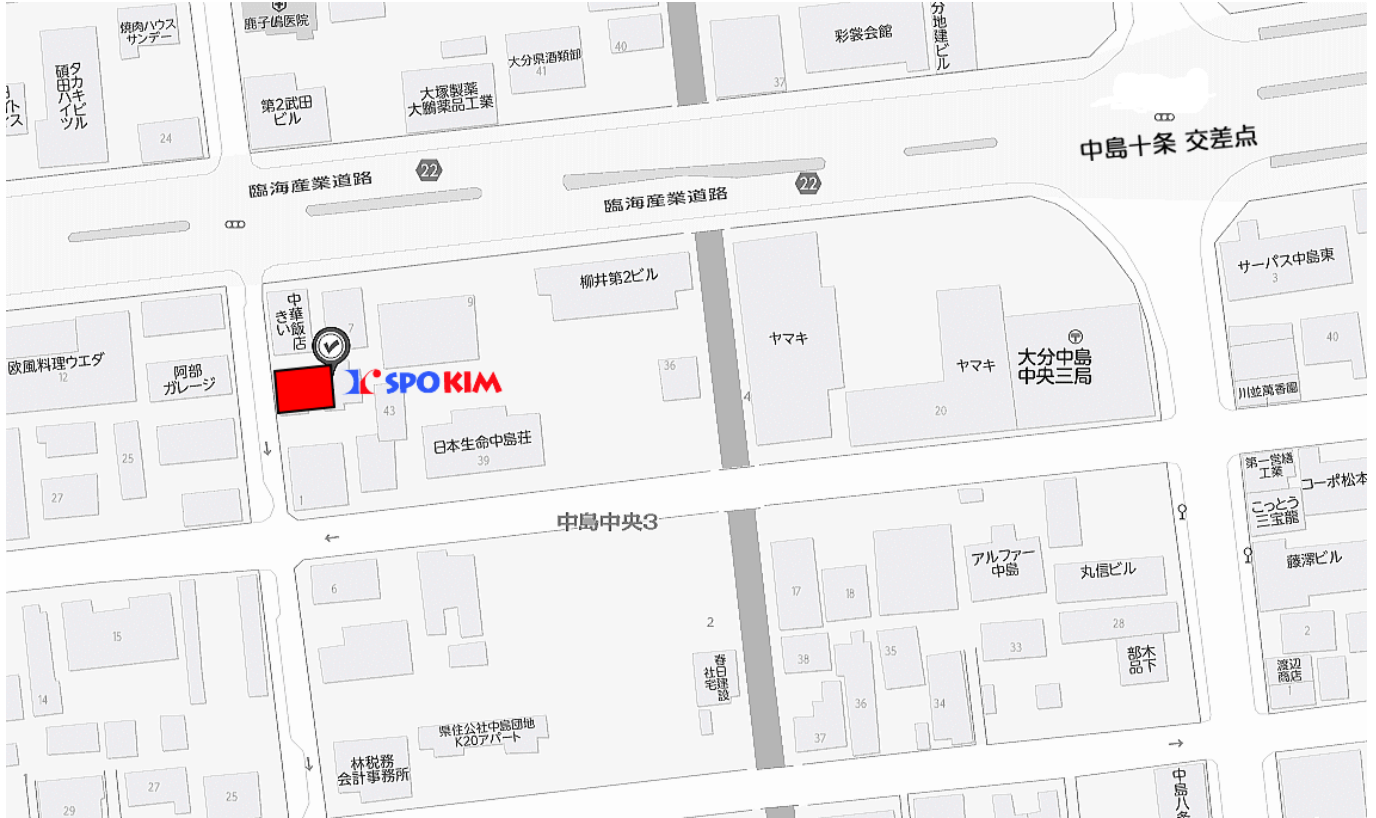 焼肉ハウス
サンデー
鹿子嶋医院
40
彩裳会館
分地建ビル
タカキビル
碩田ハイツ
イト
イス
24
第2武田
ビル
大塚製薬
大鵬薬品工業
大分県酒類卸
41
37
臨海産業道路
22
臨海産業道路
22
中島十条 交差点
柳井第2ビル
サーパス中島東
3
中華飯店
きい
7
9
ヤマキ
ヤマキ
大分中島
中央三局
40
欧風料理ウエダ
12
阿部
ガレージ
SPOKIM
36
4
20
川並萬香園
43
日本生命中島荘
39
25
27
1
第一営繕
工業
コーポ松本
こっとう
三宝龍
中島中央3
藤澤ビル
アルファー
中島
丸信ビル
6
17
18
15
2
28
2
38
35
33
木下
部品
春日建設
社宅
渡辺
商店
1
14
36
34
37
県住公社中島団地
K20アパート
林税務
会計事務所
27
25
29
中島八条